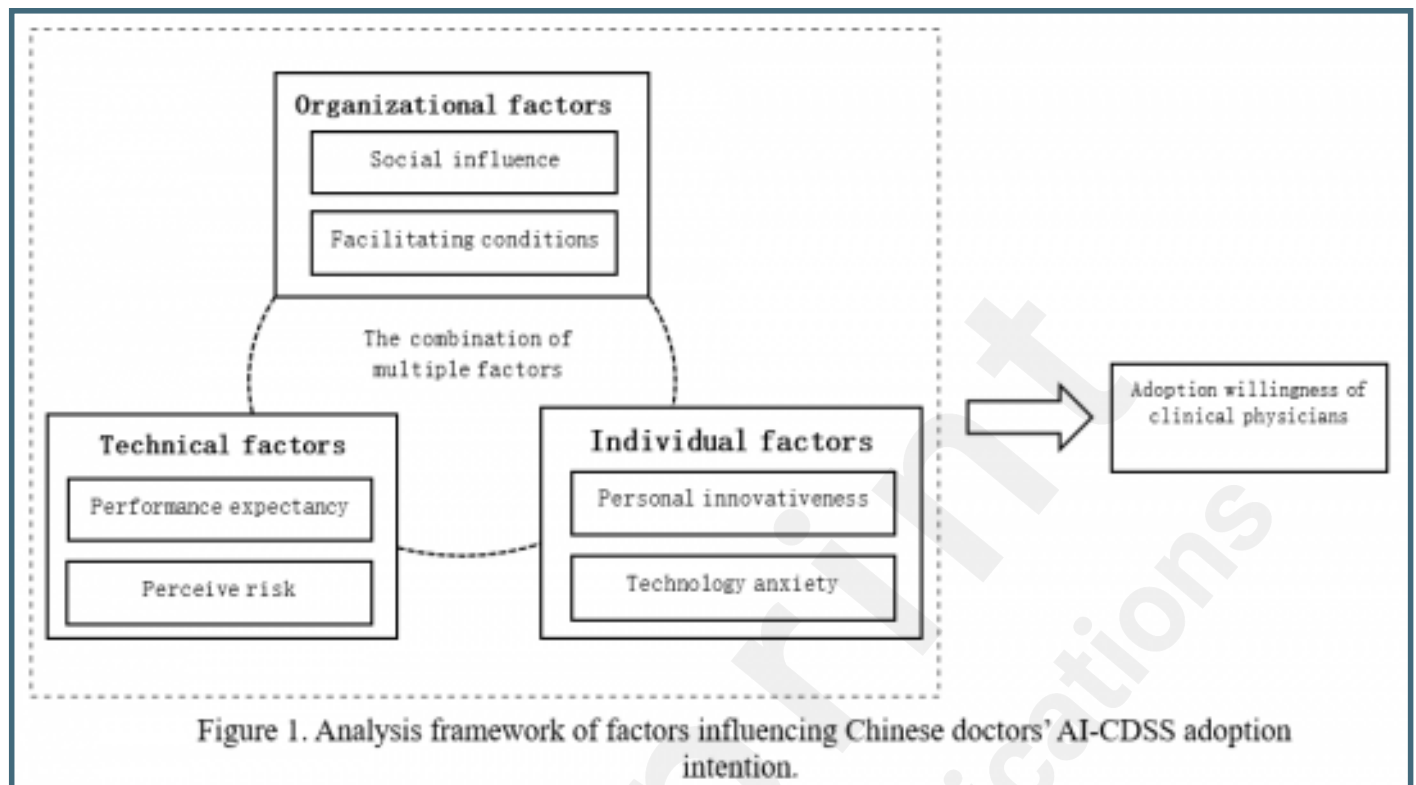 Organizational factors
Social influence
Facilitating conditions
The combination of
multiple factors
Technical factors
Performance expectancy
Perceive risk
Individual factors
Personal innovativeness
Technology anxiety
Adoption willingness of
clinical physicians
Figure 1. Analysis framework of factors influencing Chinese doctors' AI-CDSS adoption
intention.
rint
ications